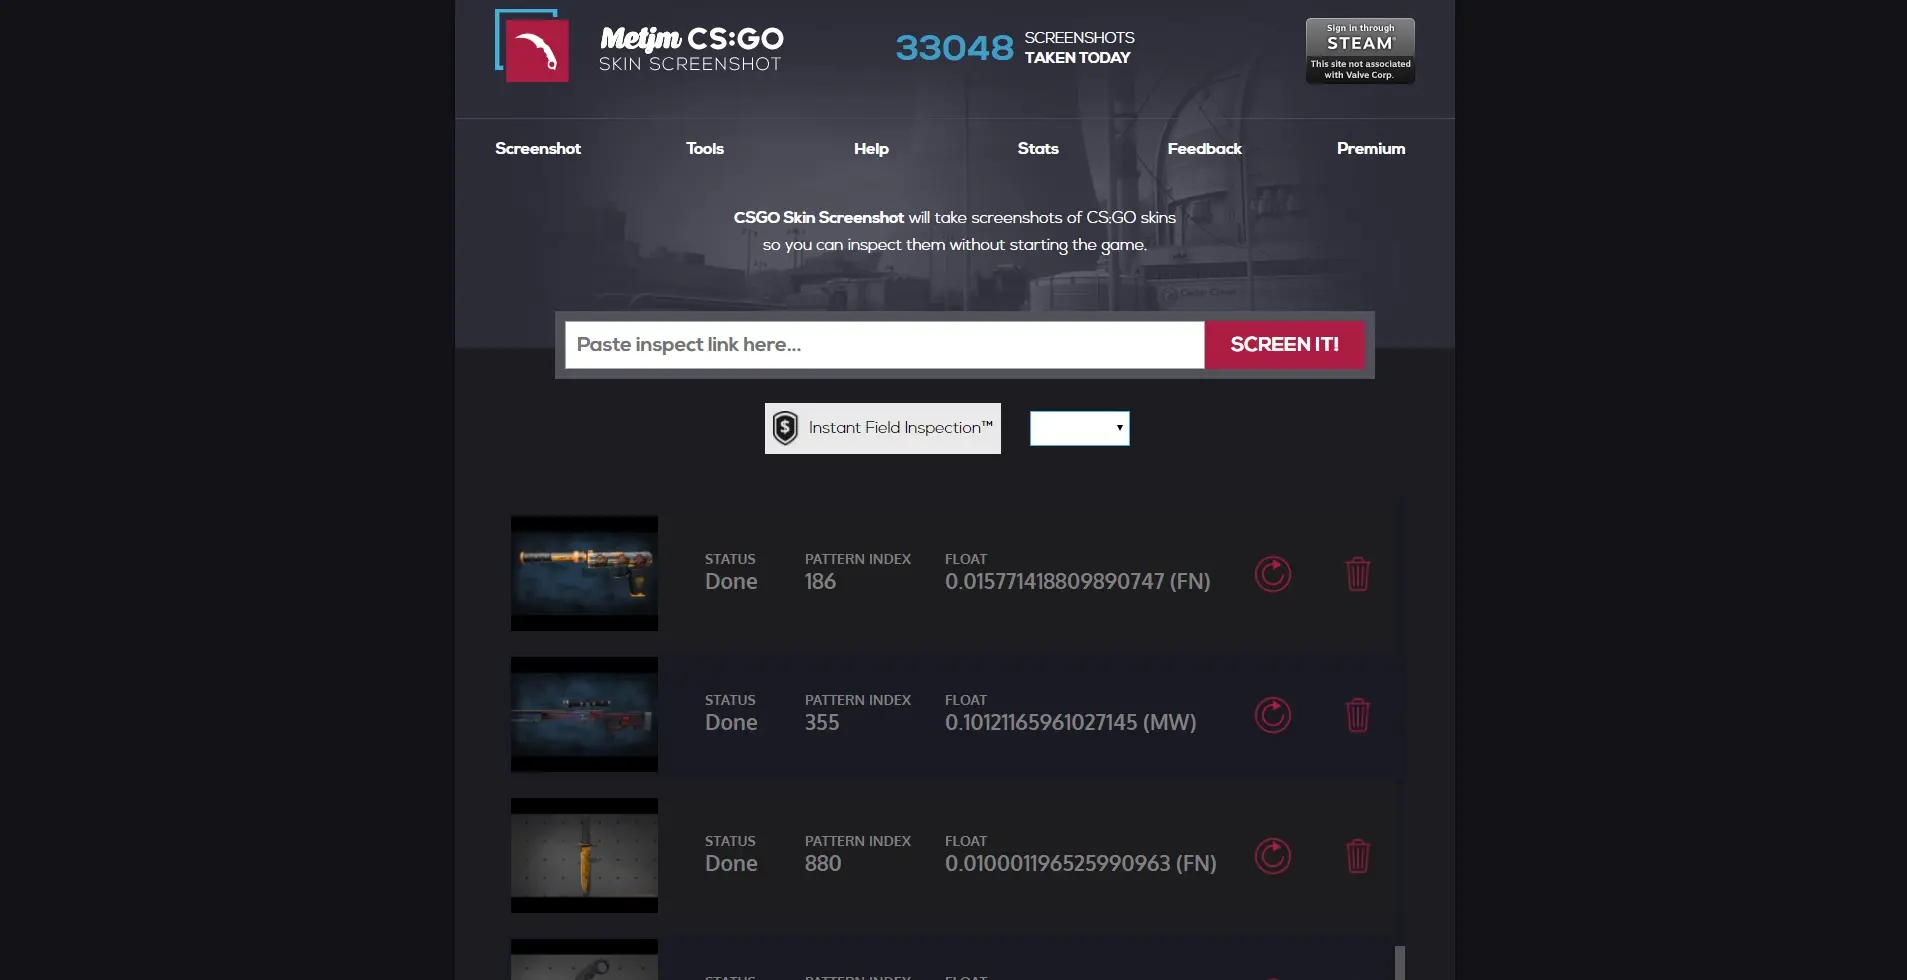 Metjm CS:GO
SKIN SCREENSHOT
33048
SCREENSHOTS
TAKEN TODAY
Sign in through
STEAM
This site not associated
with Valve Corp.
Screenshot
Tools
Help
Stats
Feedback
Premium
CSGO Skin Screenshot will take screenshots of CS:GO skins
so you can inspect them without starting the game.
Paste inspect link here...
SCREEN IT!
$ Instant Field Inspection™
STATUS PATTERN INDEX FLOAT
Done 186 0.015771418809890747 (FN)
STATUS PATTERN INDEX FLOAT
Done 355 0.10121165961027145 (MW)
STATUS PATTERN INDEX FLOAT
Done 880 0.010001196525990963 (FN)